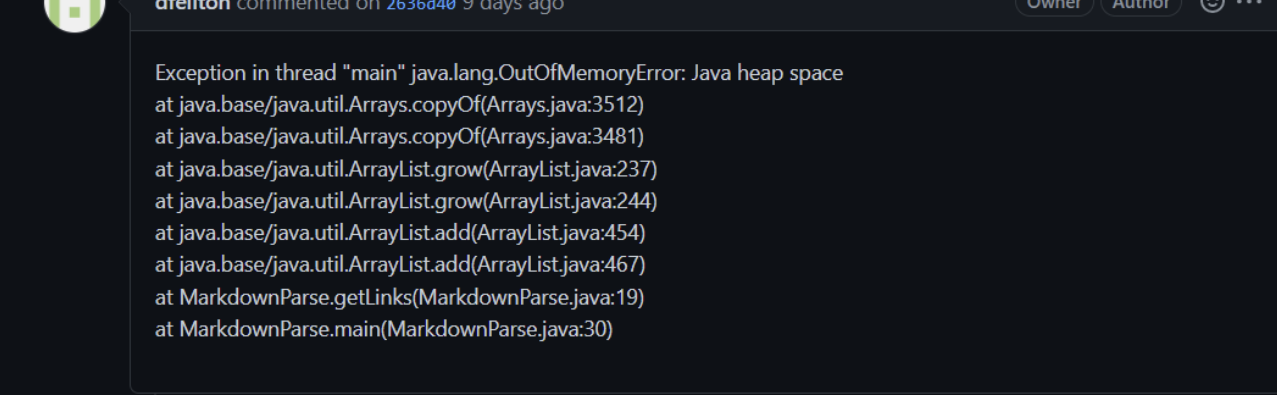 dfeliton commented on 2636d40 9 days ago Owner Author
Exception in thread "main" java.lang.OutOfMemoryError: Java heap space
at java.base/java.util.Arrays.copyOf(Arrays.java:3512)
at java.base/java.util.Arrays.copyOf(Arrays.java:3481)
at java.base/java.util.ArrayList.grow(ArrayList.java:237)
at java.base/java.util.ArrayList.grow(ArrayList.java:244)
at java.base/java.util.ArrayList.add(ArrayList.java:454)
at java.base/java.util.ArrayList.add(ArrayList.java:467)
at MarkdownParse.getLinks(MarkdownParse.java:19)
at MarkdownParse.main(MarkdownParse.java:30)